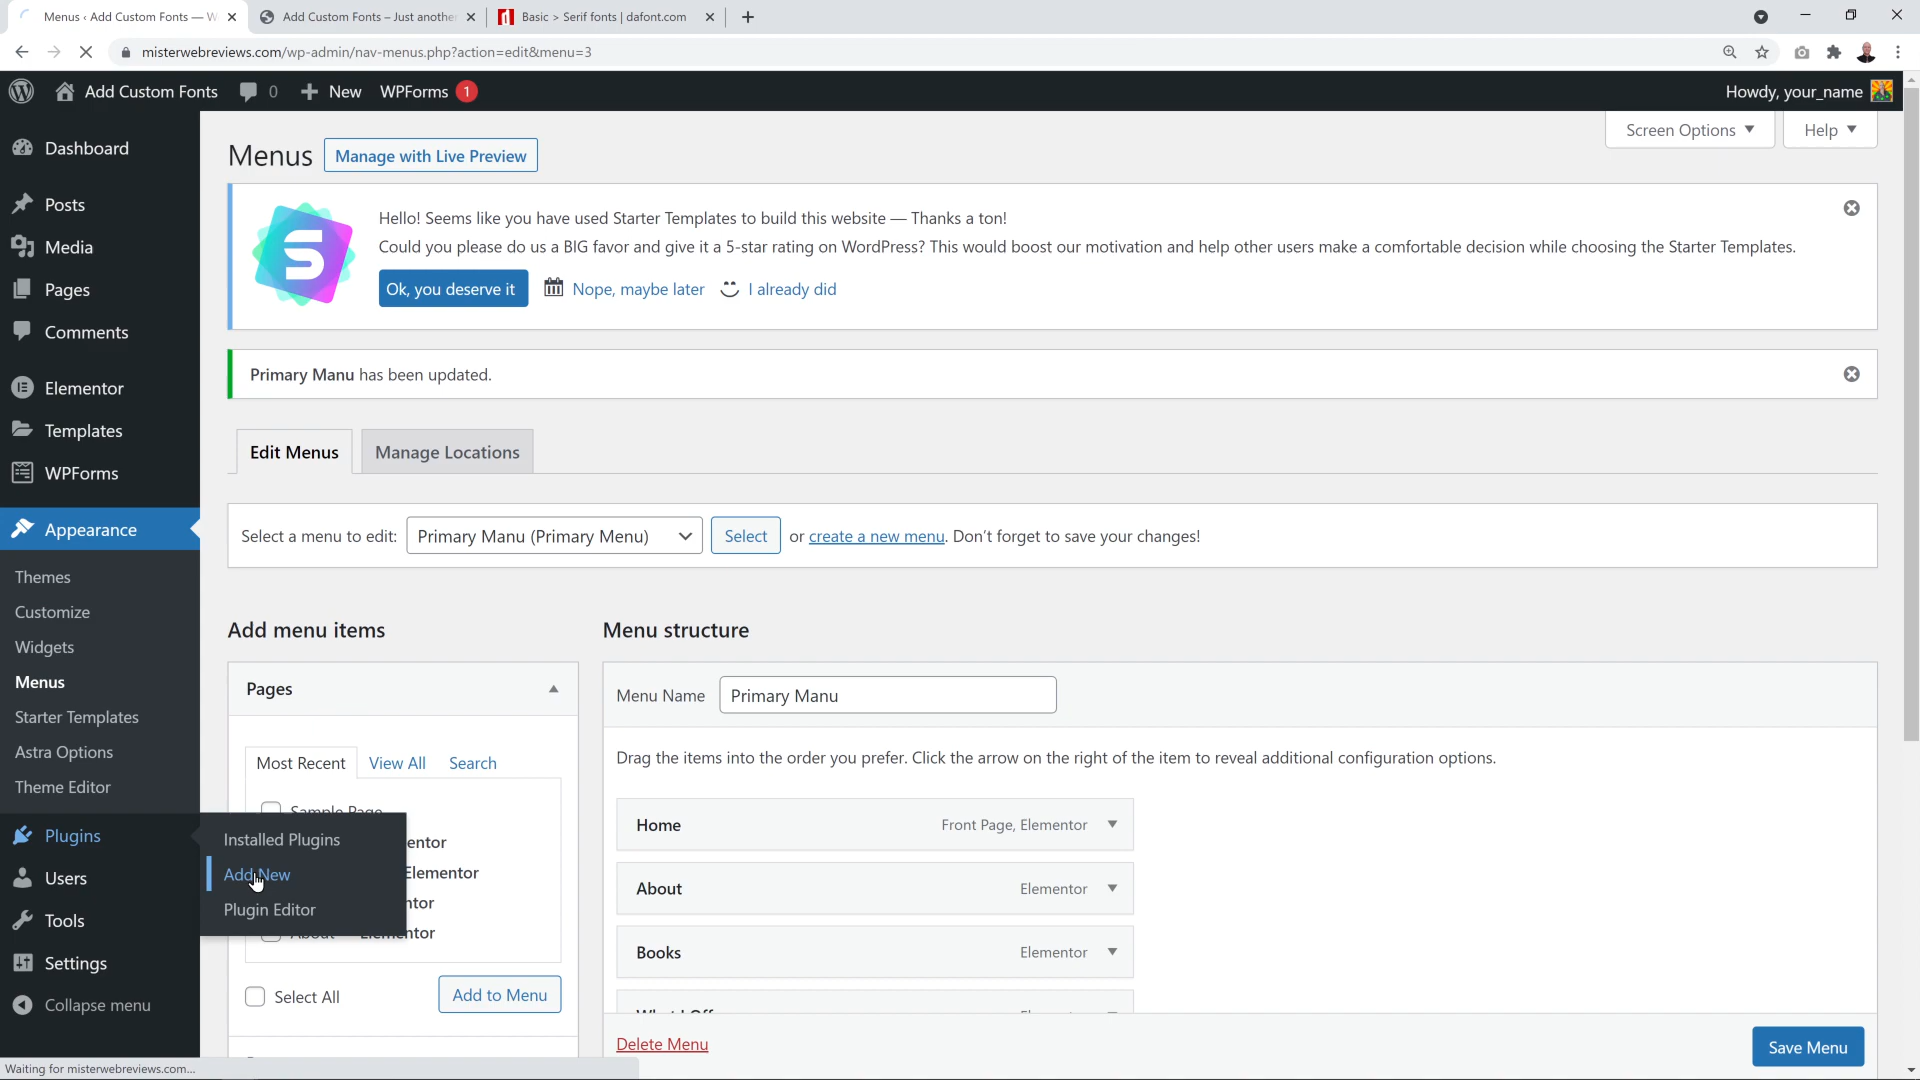 Menus ‹ Add Custom Fonts — W
Add Custom Fonts – Just another
Basic > Serif fonts | dafont.com
misterwebreviews.com/wp-admin/nav-menus.php?action=edit&menu=3
Add Custom Fonts
0
New
WPForms 1
Howdy, your_name
Screen Options
Help
Dashboard
Posts
Media
Pages
Comments
Elementor
Templates
WPForms
Appearance
Themes
Customize
Widgets
Menus
Starter Templates
Astra Options
Theme Editor
Plugins
Users
Tools
Settings
Collapse menu
Installed Plugins
Add New
Plugin Editor
Menus
Manage with Live Preview
Hello! Seems like you have used Starter Templates to build this website — Thanks a ton!
Could you please do us a BIG favor and give it a 5-star rating on WordPress? This would boost our motivation and help other users make a comfortable decision while choosing the Starter Templates.
Ok, you deserve it
Nope, maybe later
I already did
Primary Manu has been updated.
Edit Menus
Manage Locations
Select a menu to edit:
Primary Manu (Primary Menu)
Select
or create a new menu. Don't forget to save your changes!
Add menu items
Pages
Most Recent
View All
Search
Sample Page
Elementor
Select All
Add to Menu
Menu structure
Menu Name
Primary Manu
Drag the items into the order you prefer. Click the arrow on the right of the item to reveal additional configuration options.
Home
Front Page, Elementor
About
Elementor
Books
Elementor
Delete Menu
Save Menu
Waiting for misterwebreviews.com...